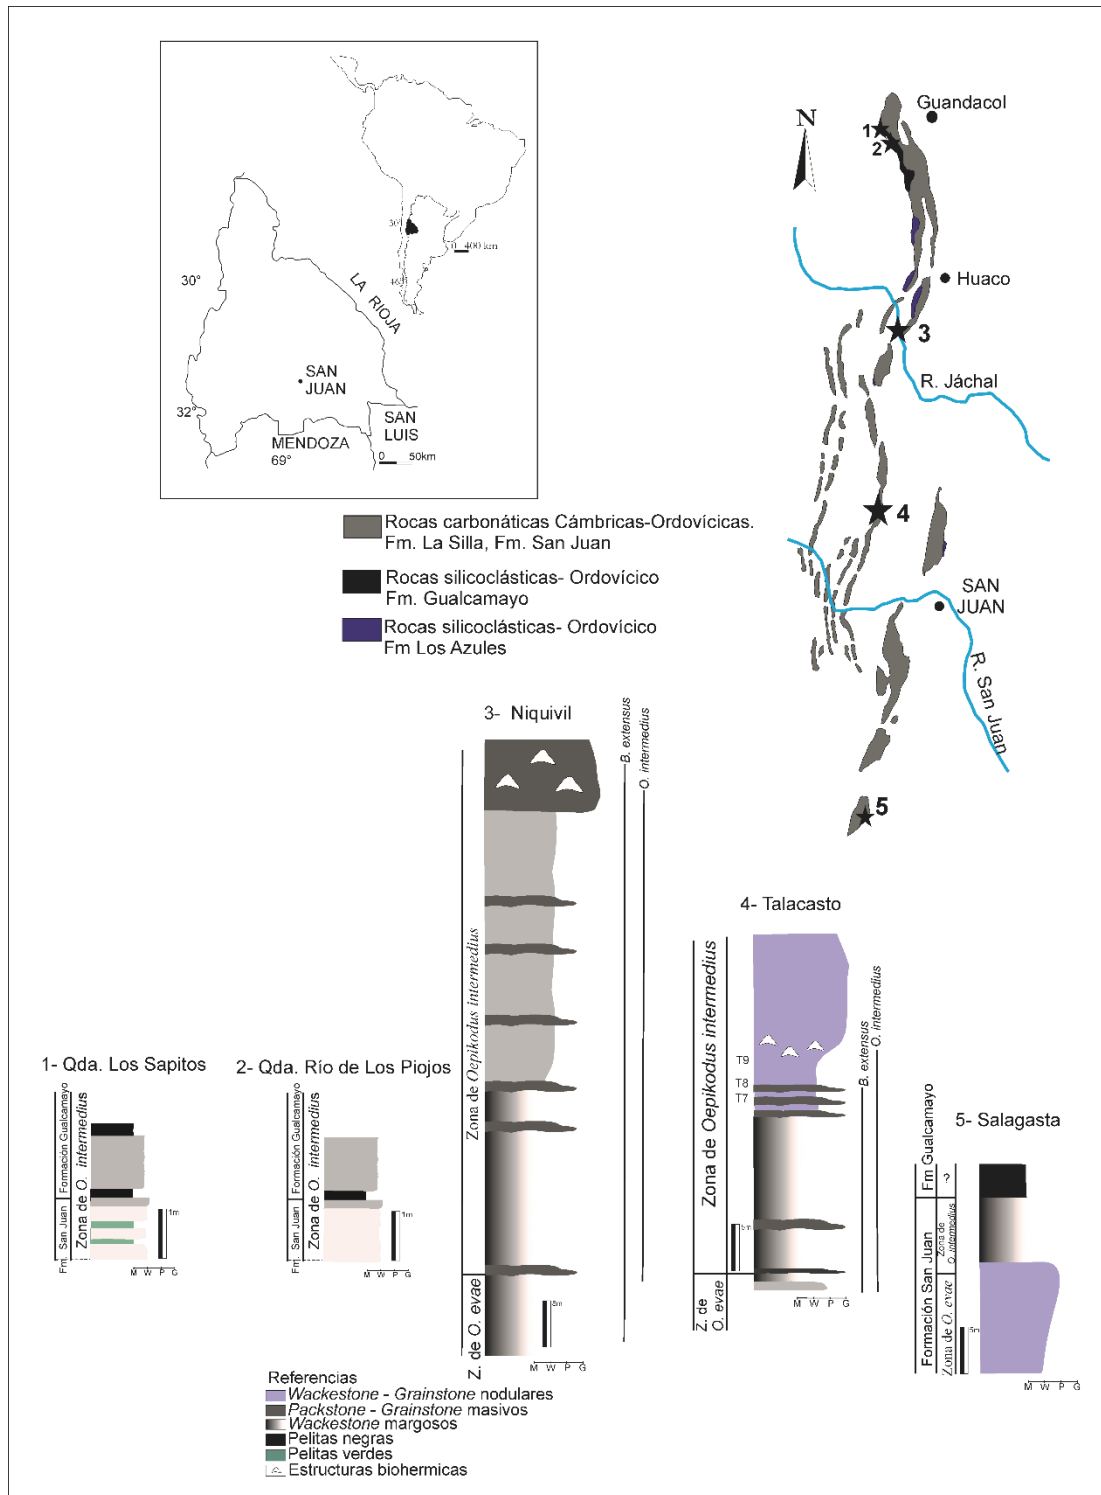 30°
46°
0 400 km
30°
LA RIOJA
SAN
JUAN
32°
SAN
LUIS
MENDOZA
69°
0 50km
N
Guandacol
1
2
Huaco
3
R. Jáchal
4
SAN
JUAN
R. San Juan
5
Rocas carbonáticas Cámbricas-Ordovícicas.
Fm. La Silla, Fm. San Juan
Rocas silicoclásticas- Ordovícico
Fm. Gualcamayo
Rocas silicoclásticas- Ordovícico
Fm Los Azules
1- Qda. Los Sapitos
Formación Gualcamayo
Fm. San Juan
Zona de O. intermedius
1m
M W P G
2- Qda. Río de Los Piojos
Formación Gualcamayo
Fm. San Juan
Zona de O. intermedius
1m
M W P G
3- Niquivil
Zona de Oepikodus intermedius
Z. de O. evae
B. extensus
O. intermedius
M W P G
4- Talacasto
Zona de Oepikodus intermedius
Z. de
O. evae
T9
T8
T7
B. extensus
O. intermedius
5m
M W P G
5- Salagasta
Fm Gualcamayo
?
Formación San Juan
Zona de
O. intermedius
Zona de O. evae
5m
M W P G
Referencias
Wackestone - Grainstone nodulares
Packstone - Grainstone masivos
Wackestone margosos
Pelitas negras
Pelitas verdes
Estructuras biohermicas